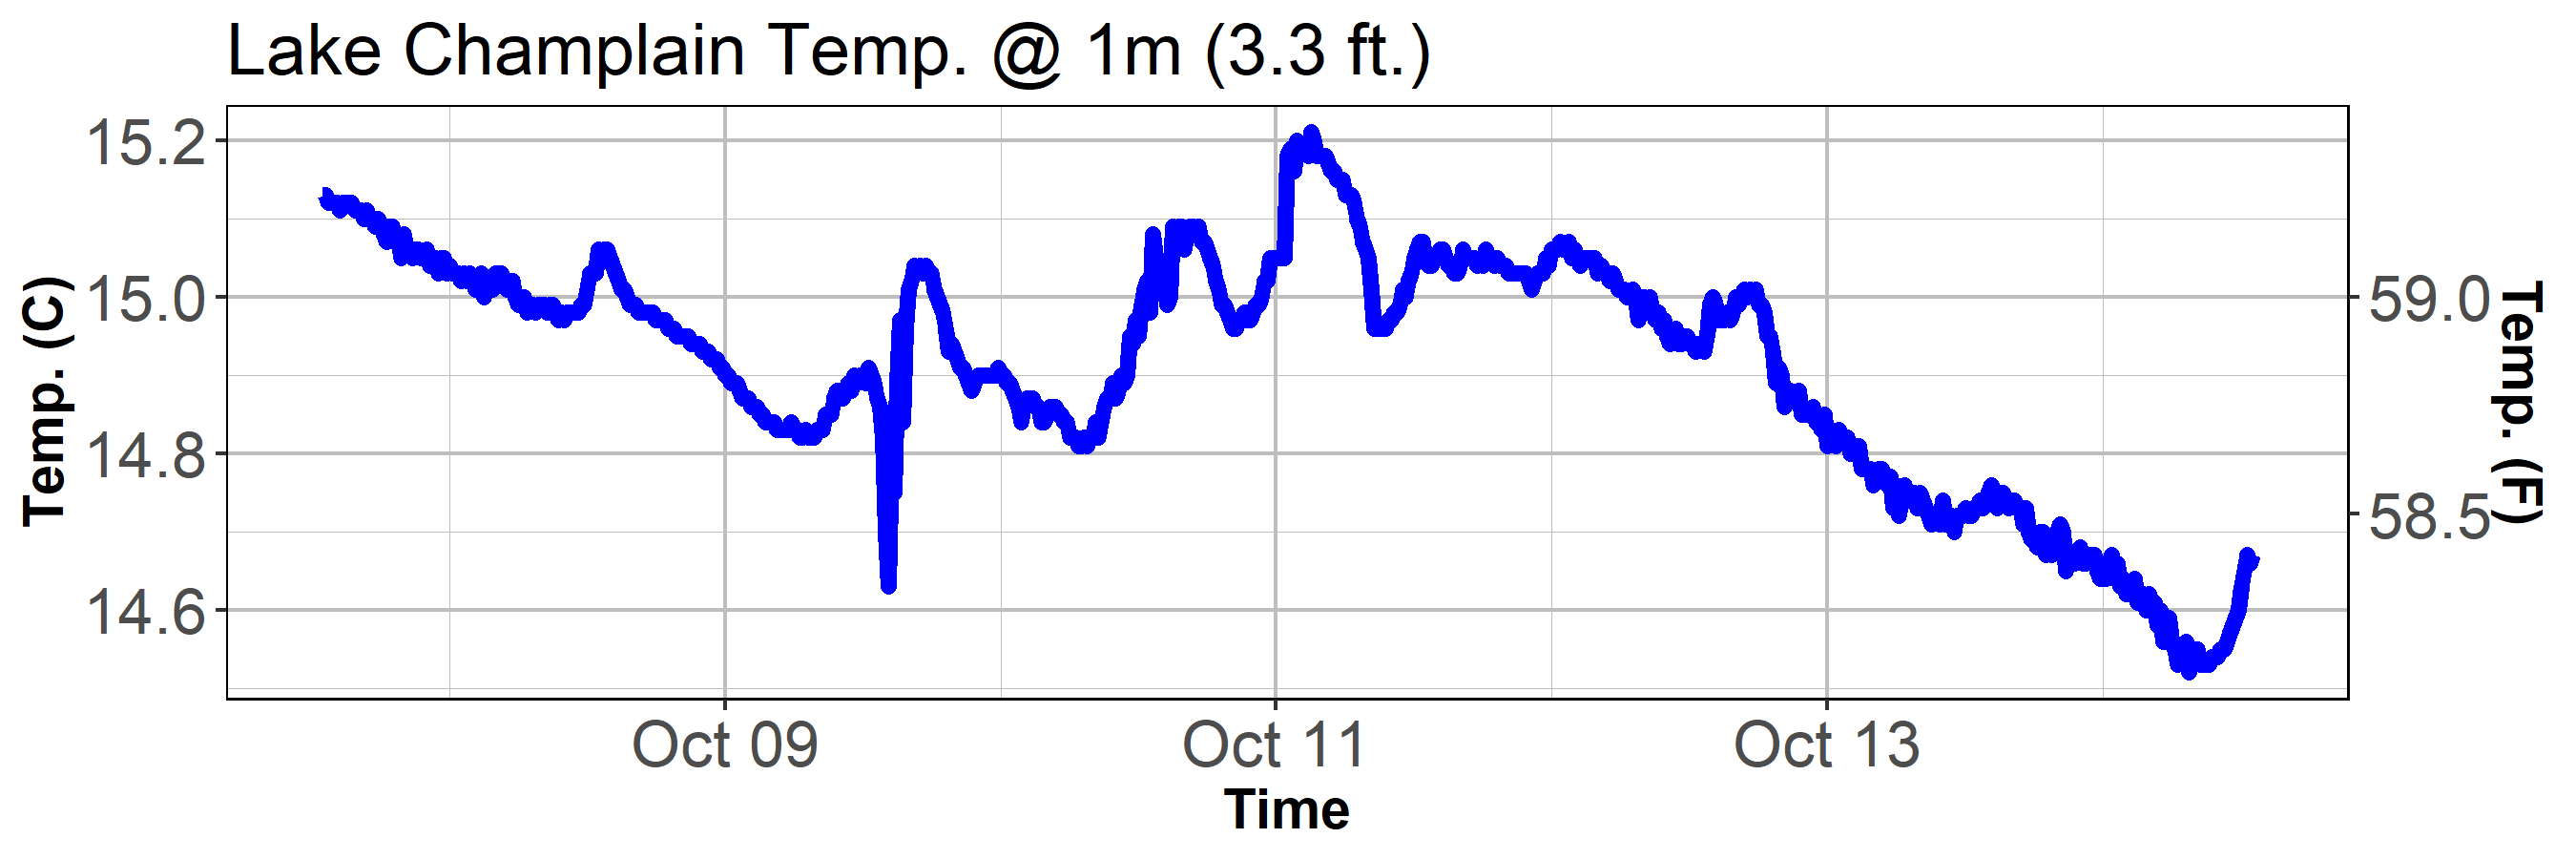 Lake Champlain Temp. @ 1m (3.3 ft.)
15.2
15.0
14.8
14.6
Temp. (C)
59.0
58.5
Temp. (F)
Oct 09 Oct 11 Oct 13
Time